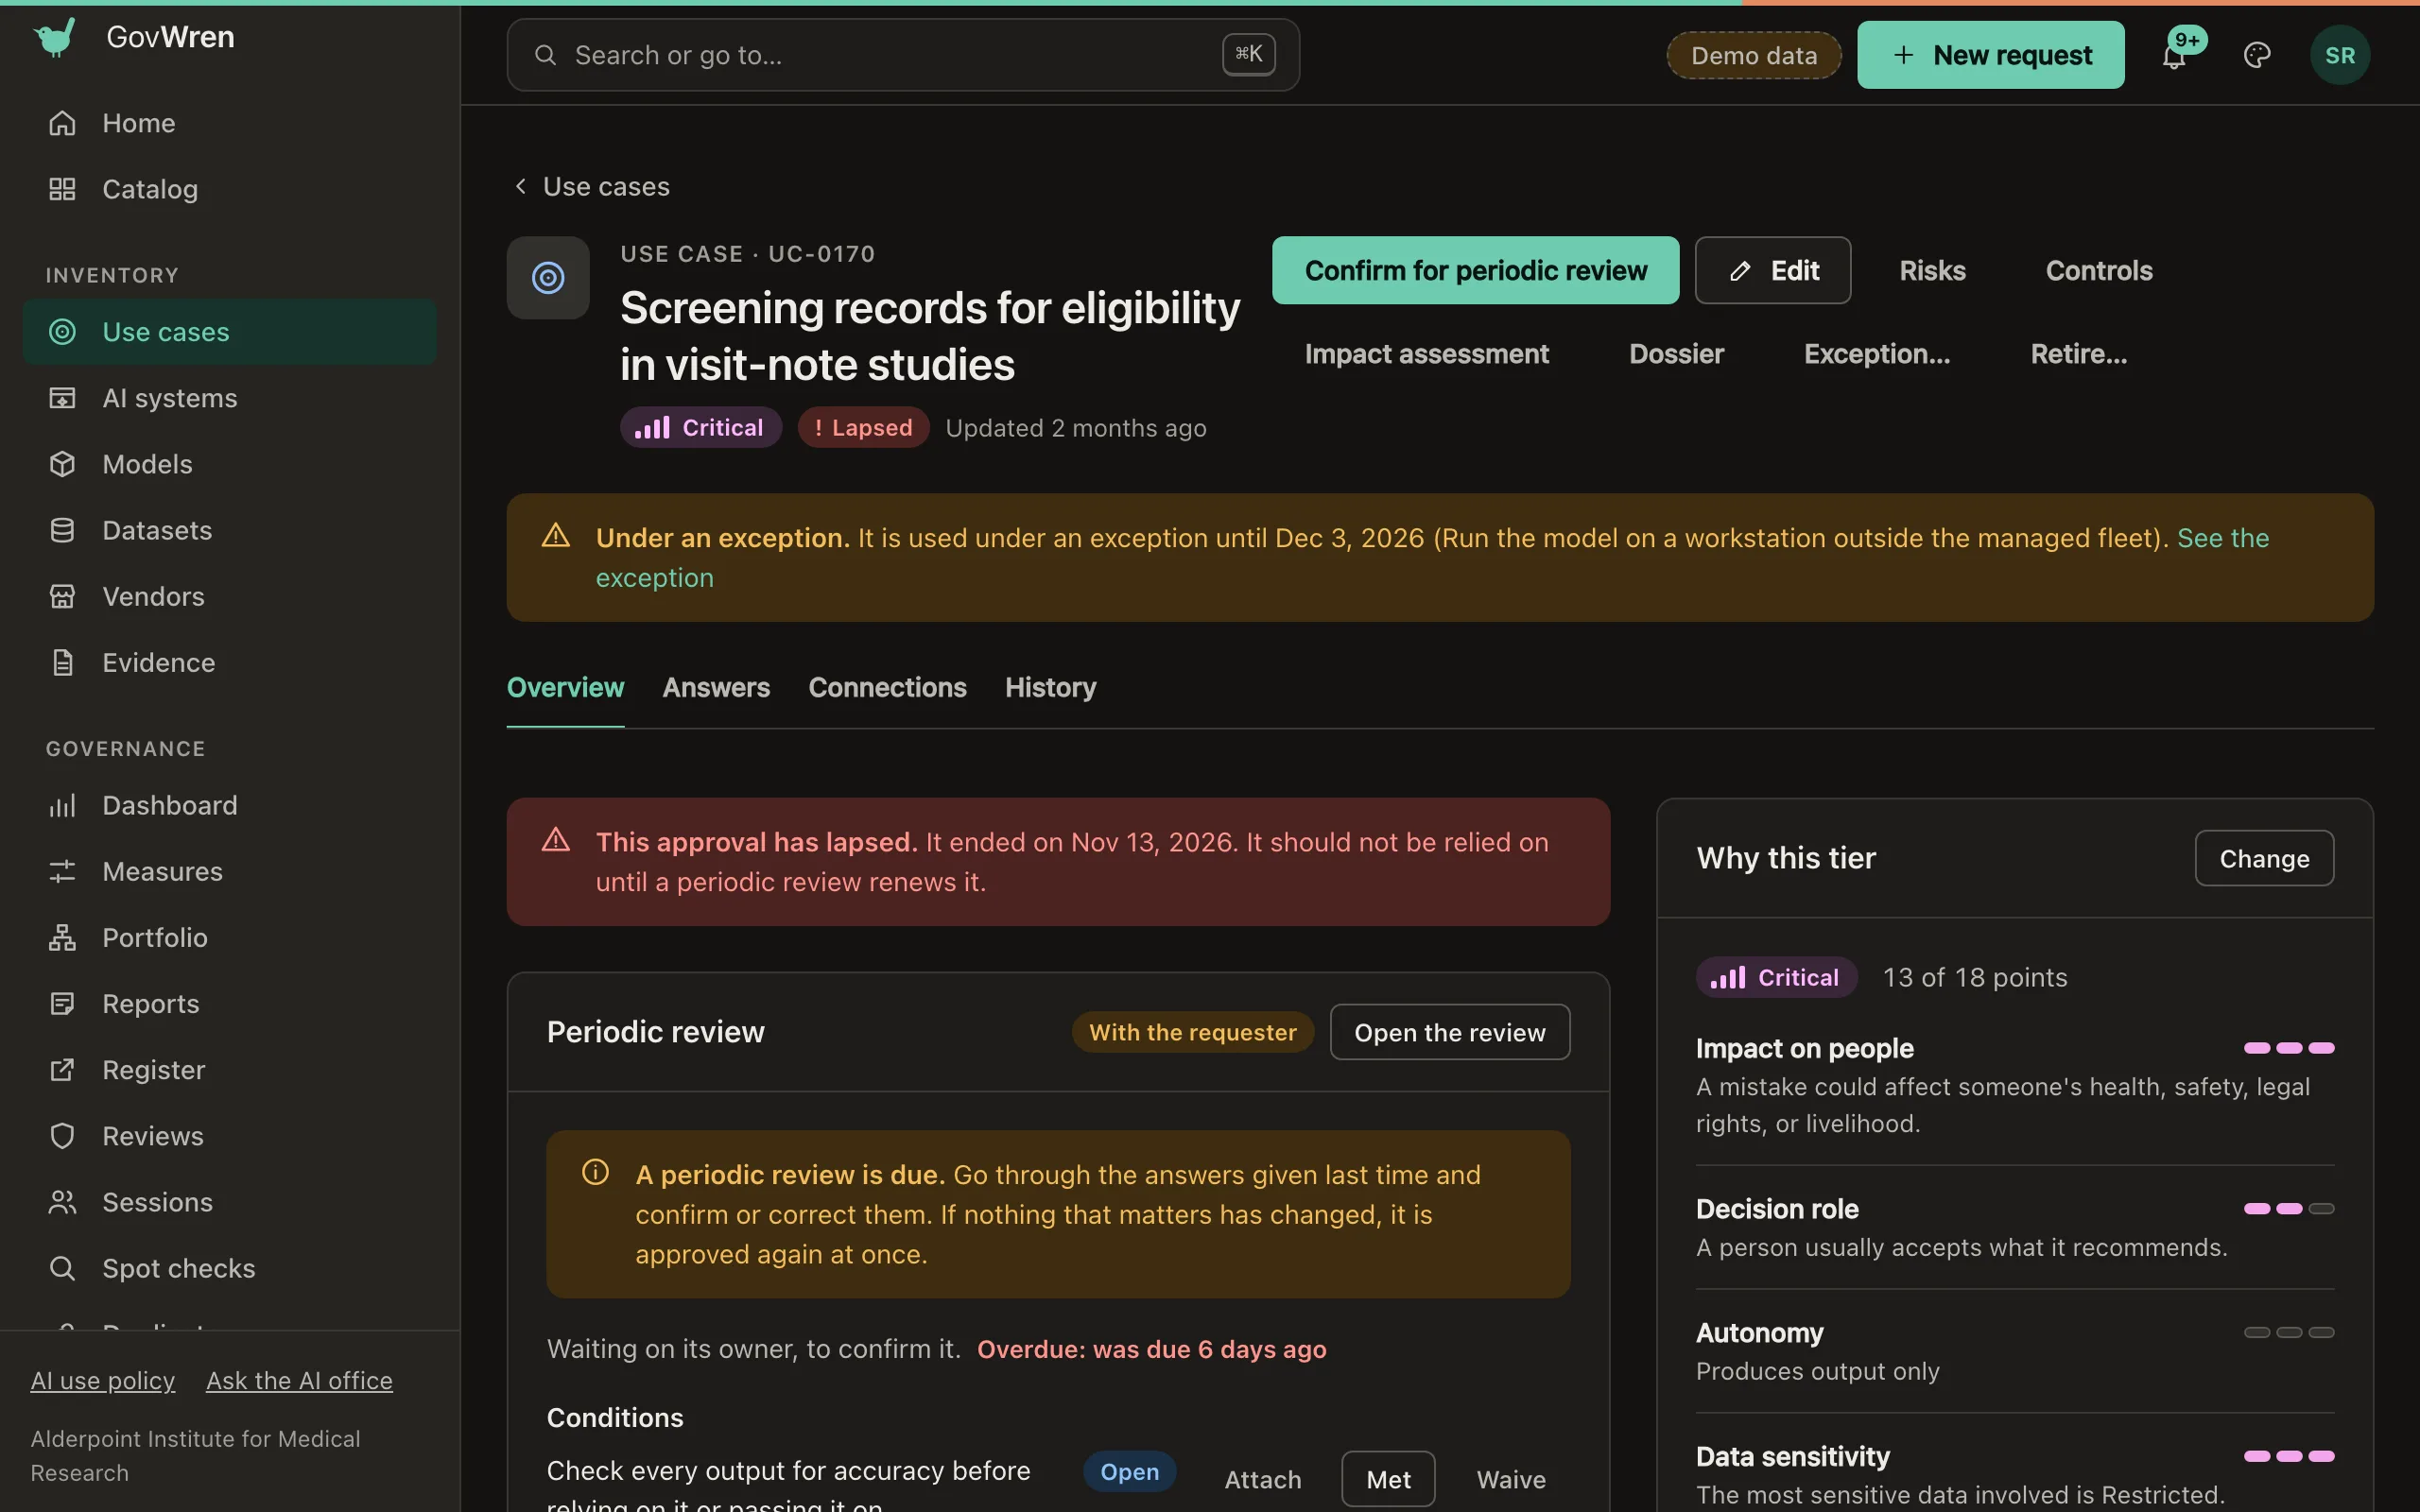 GovWren
Search or go to...
⌘K
Demo data
+ New request
9+
SR
Home
Catalog
INVENTORY
Use cases
AI systems
Models
Datasets
Vendors
Evidence
GOVERNANCE
Dashboard
Measures
Portfolio
Reports
Register
Reviews
Sessions
Spot checks
AI use policy
Ask the AI office
Alderpoint Institute for Medical
Research
Use cases
USE CASE · UC-0170
Screening records for eligibility
in visit-note studies
Critical
! Lapsed
Updated 2 months ago
Confirm for periodic review
Edit
Risks
Controls
Impact assessment
Dossier
Exception...
Retire...
Under an exception. It is used under an exception until Dec 3, 2026 (Run the model on a workstation outside the managed fleet). See the
exception
Overview
Answers
Connections
History
This approval has lapsed. It ended on Nov 13, 2026. It should not be relied on
until a periodic review renews it.
Periodic review
With the requester
Open the review
A periodic review is due. Go through the answers given last time and
confirm or correct them. If nothing that matters has changed, it is
approved again at once.
Waiting on its owner, to confirm it. Overdue: was due 6 days ago
Conditions
Check every output for accuracy before
relying on it or passing it on
Open
Attach
Met
Waive
Why this tier
Change
Critical
13 of 18 points
Impact on people
A mistake could affect someone's health, safety, legal
rights, or livelihood.
Decision role
A person usually accepts what it recommends.
Autonomy
Produces output only
Data sensitivity
The most sensitive data involved is Restricted.